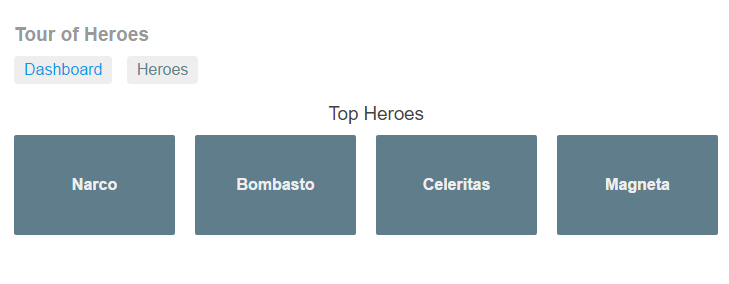 Tour of Heroes
Dashboard Heroes
Top Heroes
Narco Bombasto Celeritas Magneta